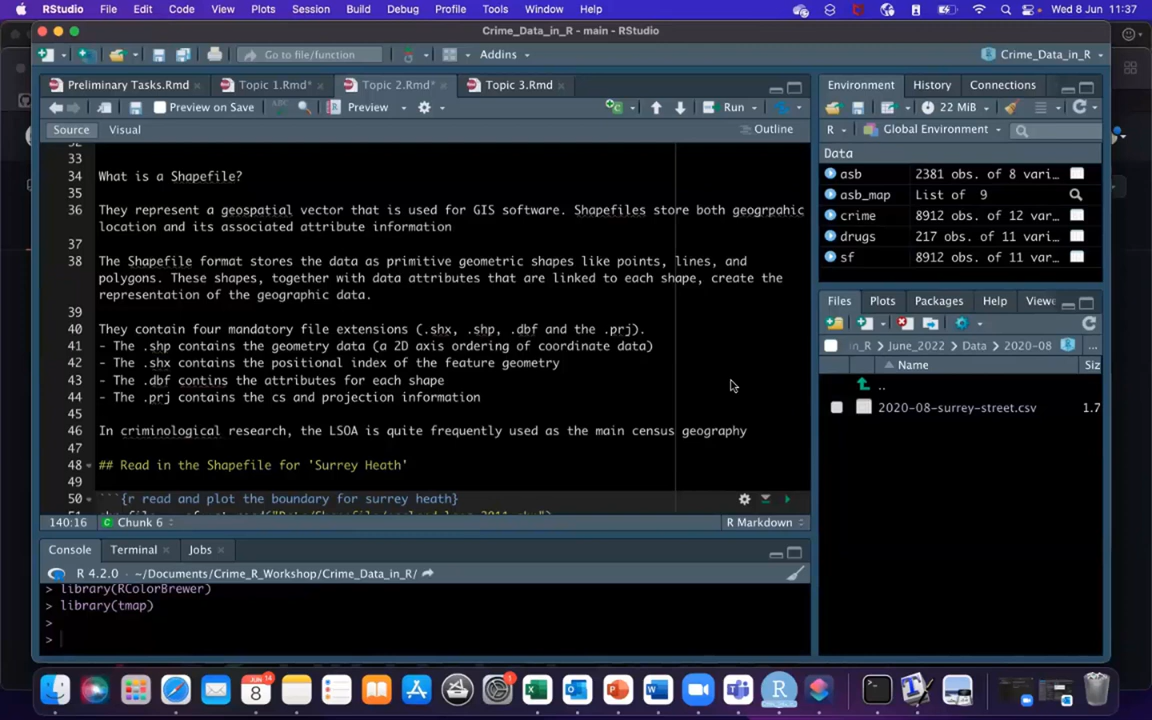 RStudio File Edit Code View Plots Session Build Debug Profile Tools Window Help Wed 8 Jun 11:37
Crime_Data_in_R - main - RStudio
Go to file/function Addins Crime_Data_in_R
Preliminary Tasks.Rmd Topic 1.Rmd* Topic 2.Rmd* Topic 3.Rmd
Preview on Save Preview Run
Source Visual Outline
32
33
34 What is a Shapefile?
35
36 They represent a geospatial vector that is used for GIS software. Shapefiles store both geogrpahic
location and its associated attribute information
37
38 The Shapefile format stores the data as primitive geometric shapes like points, lines, and
polygons. These shapes, together with data attributes that are linked to each shape, create the
representation of the geographic data.
39
40 They contain four mandatory file extensions (.shx, .shp, .dbf and the .prj).
41 - The .shp contains the geometry data (a 2D axis ordering of coordinate data)
42 - The .shx contains the positional index of the feature geometry
43 - The .dbf contins the attributes for each shape
44 - The .prj contains the cs and projection information
45
46 In criminological research, the LSOA is quite frequently used as the main census geography
47
48 ## Read in the Shapefile for 'Surrey Heath'
49
50 ```{r read and plot the boundary for surrey heath}
140:16 Chunk 6 R Markdown
Console Terminal Jobs
R 4.2.0 · ~/Documents/Crime_R_Workshop/Crime_Data_in_R/
> library(RColorBrewer)
> library(tmap)
>
>
Environment History Connections
22 MiB
R Global Environment
Data
asb 2381 obs. of 8 vari…
asb_map List of 9
crime 8912 obs. of 12 var…
drugs 217 obs. of 11 vari…
sf 8912 obs. of 11 vari…
Files Plots Packages Help Viewe
in_R June_2022 Data 2020-08 ...
Name Siz
..
2020-08-surrey-street.csv 1.7
JUN 14
8
1